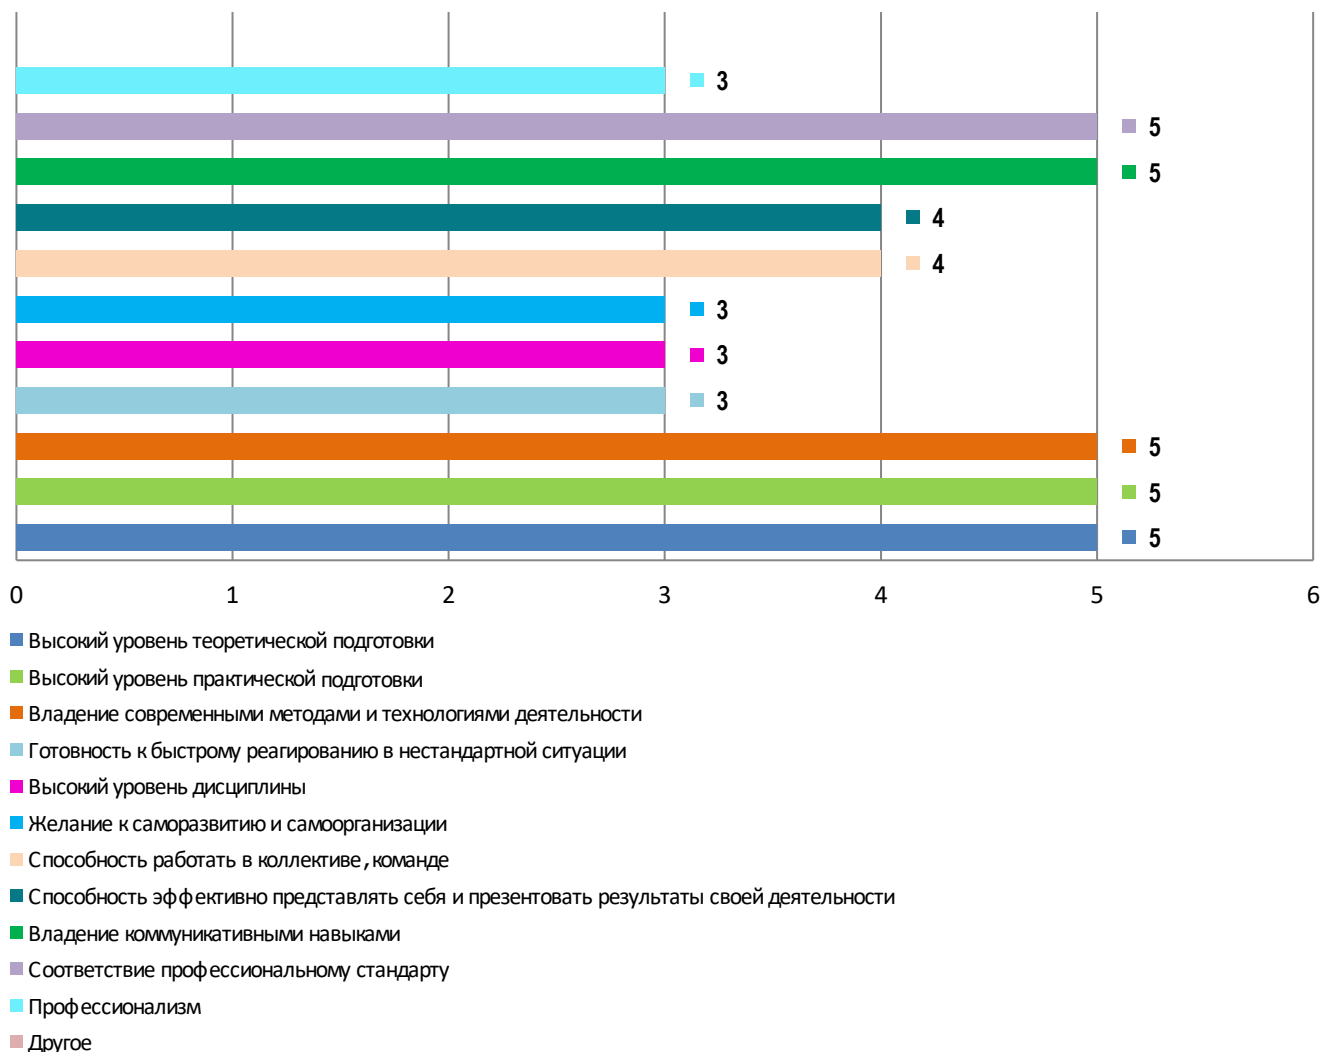 3
5
5
4
4
3
3
3
5
5
5
0 1 2 3 4 5 6
Высокий уровень теоретической подготовки
Высокий уровень практической подготовки
Владение современными методами и технологиями деятельности
Готовность к быстрому реагированию в нестандартной ситуации
Высокий уровень дисциплины
Желание к саморазвитию и самоорганизации
Способность работать в коллективе, команде
Способность эффективно представлять себя и презентовать результаты своей деятельности
Владение коммуникативными навыками
Соответствие профессиональному стандарту
Профессионализм
Другое